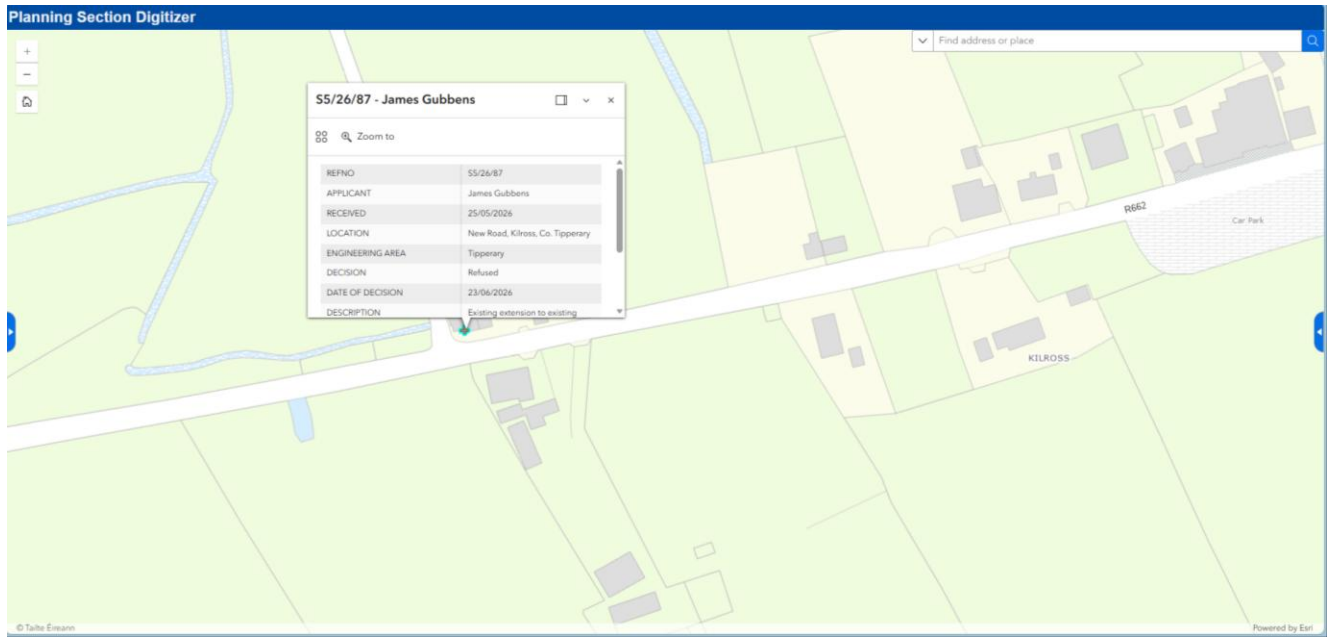 Planning Section Digitizer
Find address or place
S5/26/87 - James Gubbens
Zoom to
REFNO S5/26/87
APPLICANT James Gubbens
RECEIVED 25/05/2026
LOCATION New Road, Kilross, Co. Tipperary
ENGINEERING AREA Tipperary
DECISION Refused
DATE OF DECISION 23/06/2026
DESCRIPTION Existing extension to existing
R662
Car Park
KILROSS
© Tailte Éireann
Powered by Esri